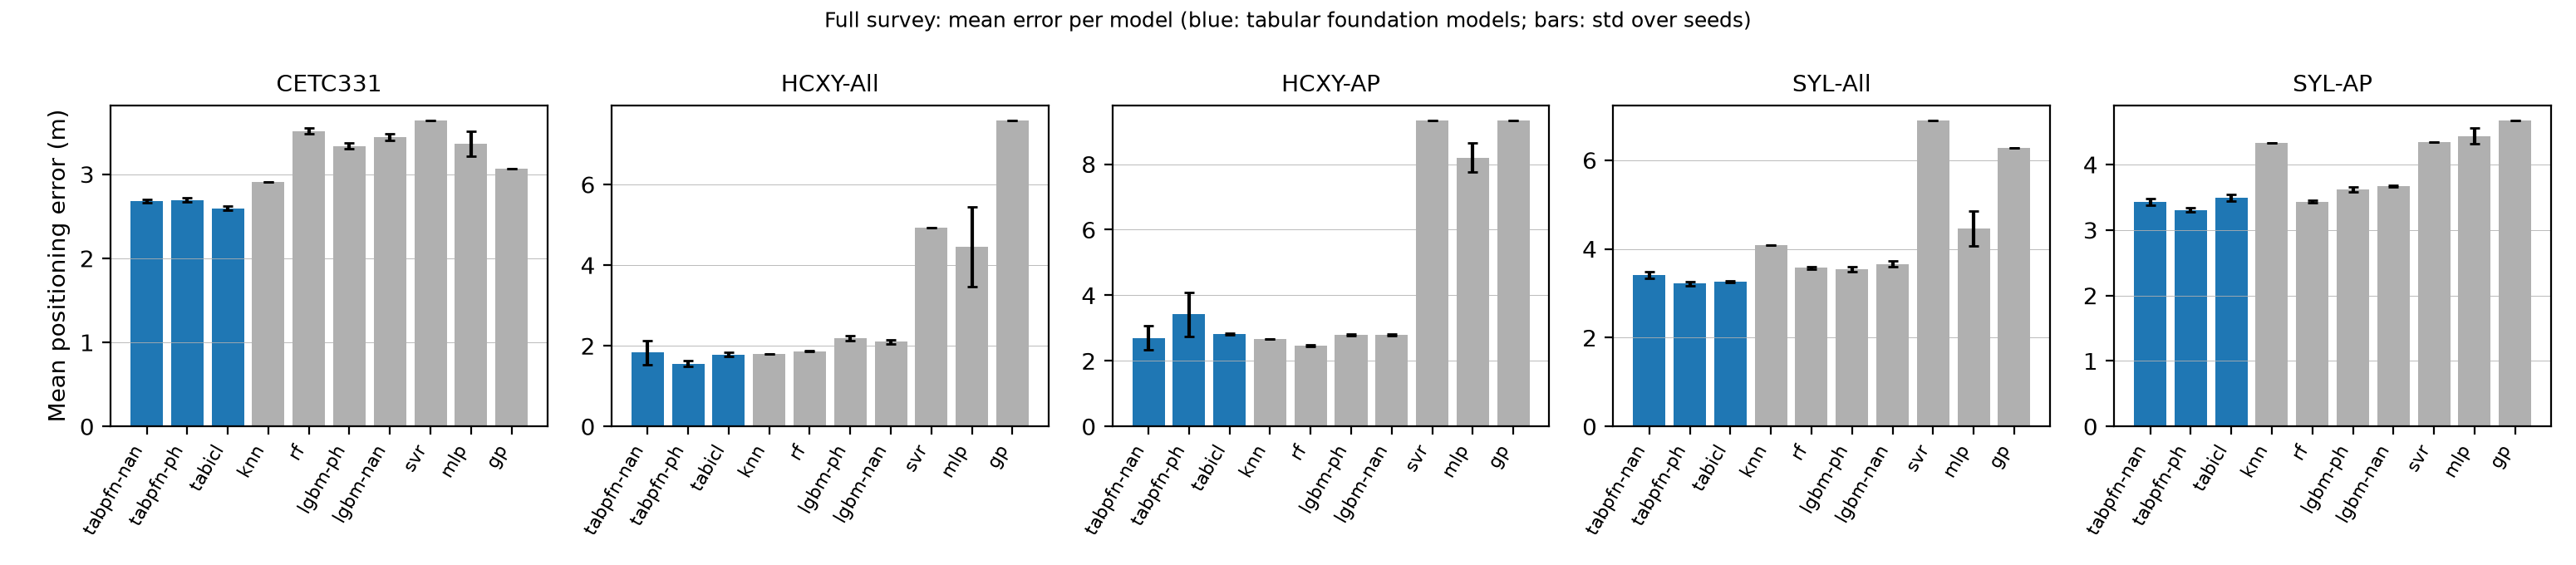 Full survey: mean error per model (blue: tabular foundation models; bars: std over seeds)
CETC331
Mean positioning error (m)
3
2
1
0
tabpfn-nan
tabpfn-ph
tabicl
knn
rf
lgbm-ph
lgbm-nan
svr
mlp
gp
HCXY-All
6
4
2
0
tabpfn-nan
tabpfn-ph
tabicl
knn
rf
lgbm-ph
lgbm-nan
svr
mlp
gp
HCXY-AP
8
6
4
2
0
tabpfn-nan
tabpfn-ph
tabicl
knn
rf
lgbm-ph
lgbm-nan
svr
mlp
gp
SYL-All
6
4
2
0
tabpfn-nan
tabpfn-ph
tabicl
knn
rf
lgbm-ph
lgbm-nan
svr
mlp
gp
SYL-AP
4
3
2
1
0
tabpfn-nan
tabpfn-ph
tabicl
knn
rf
lgbm-ph
lgbm-nan
svr
mlp
gp